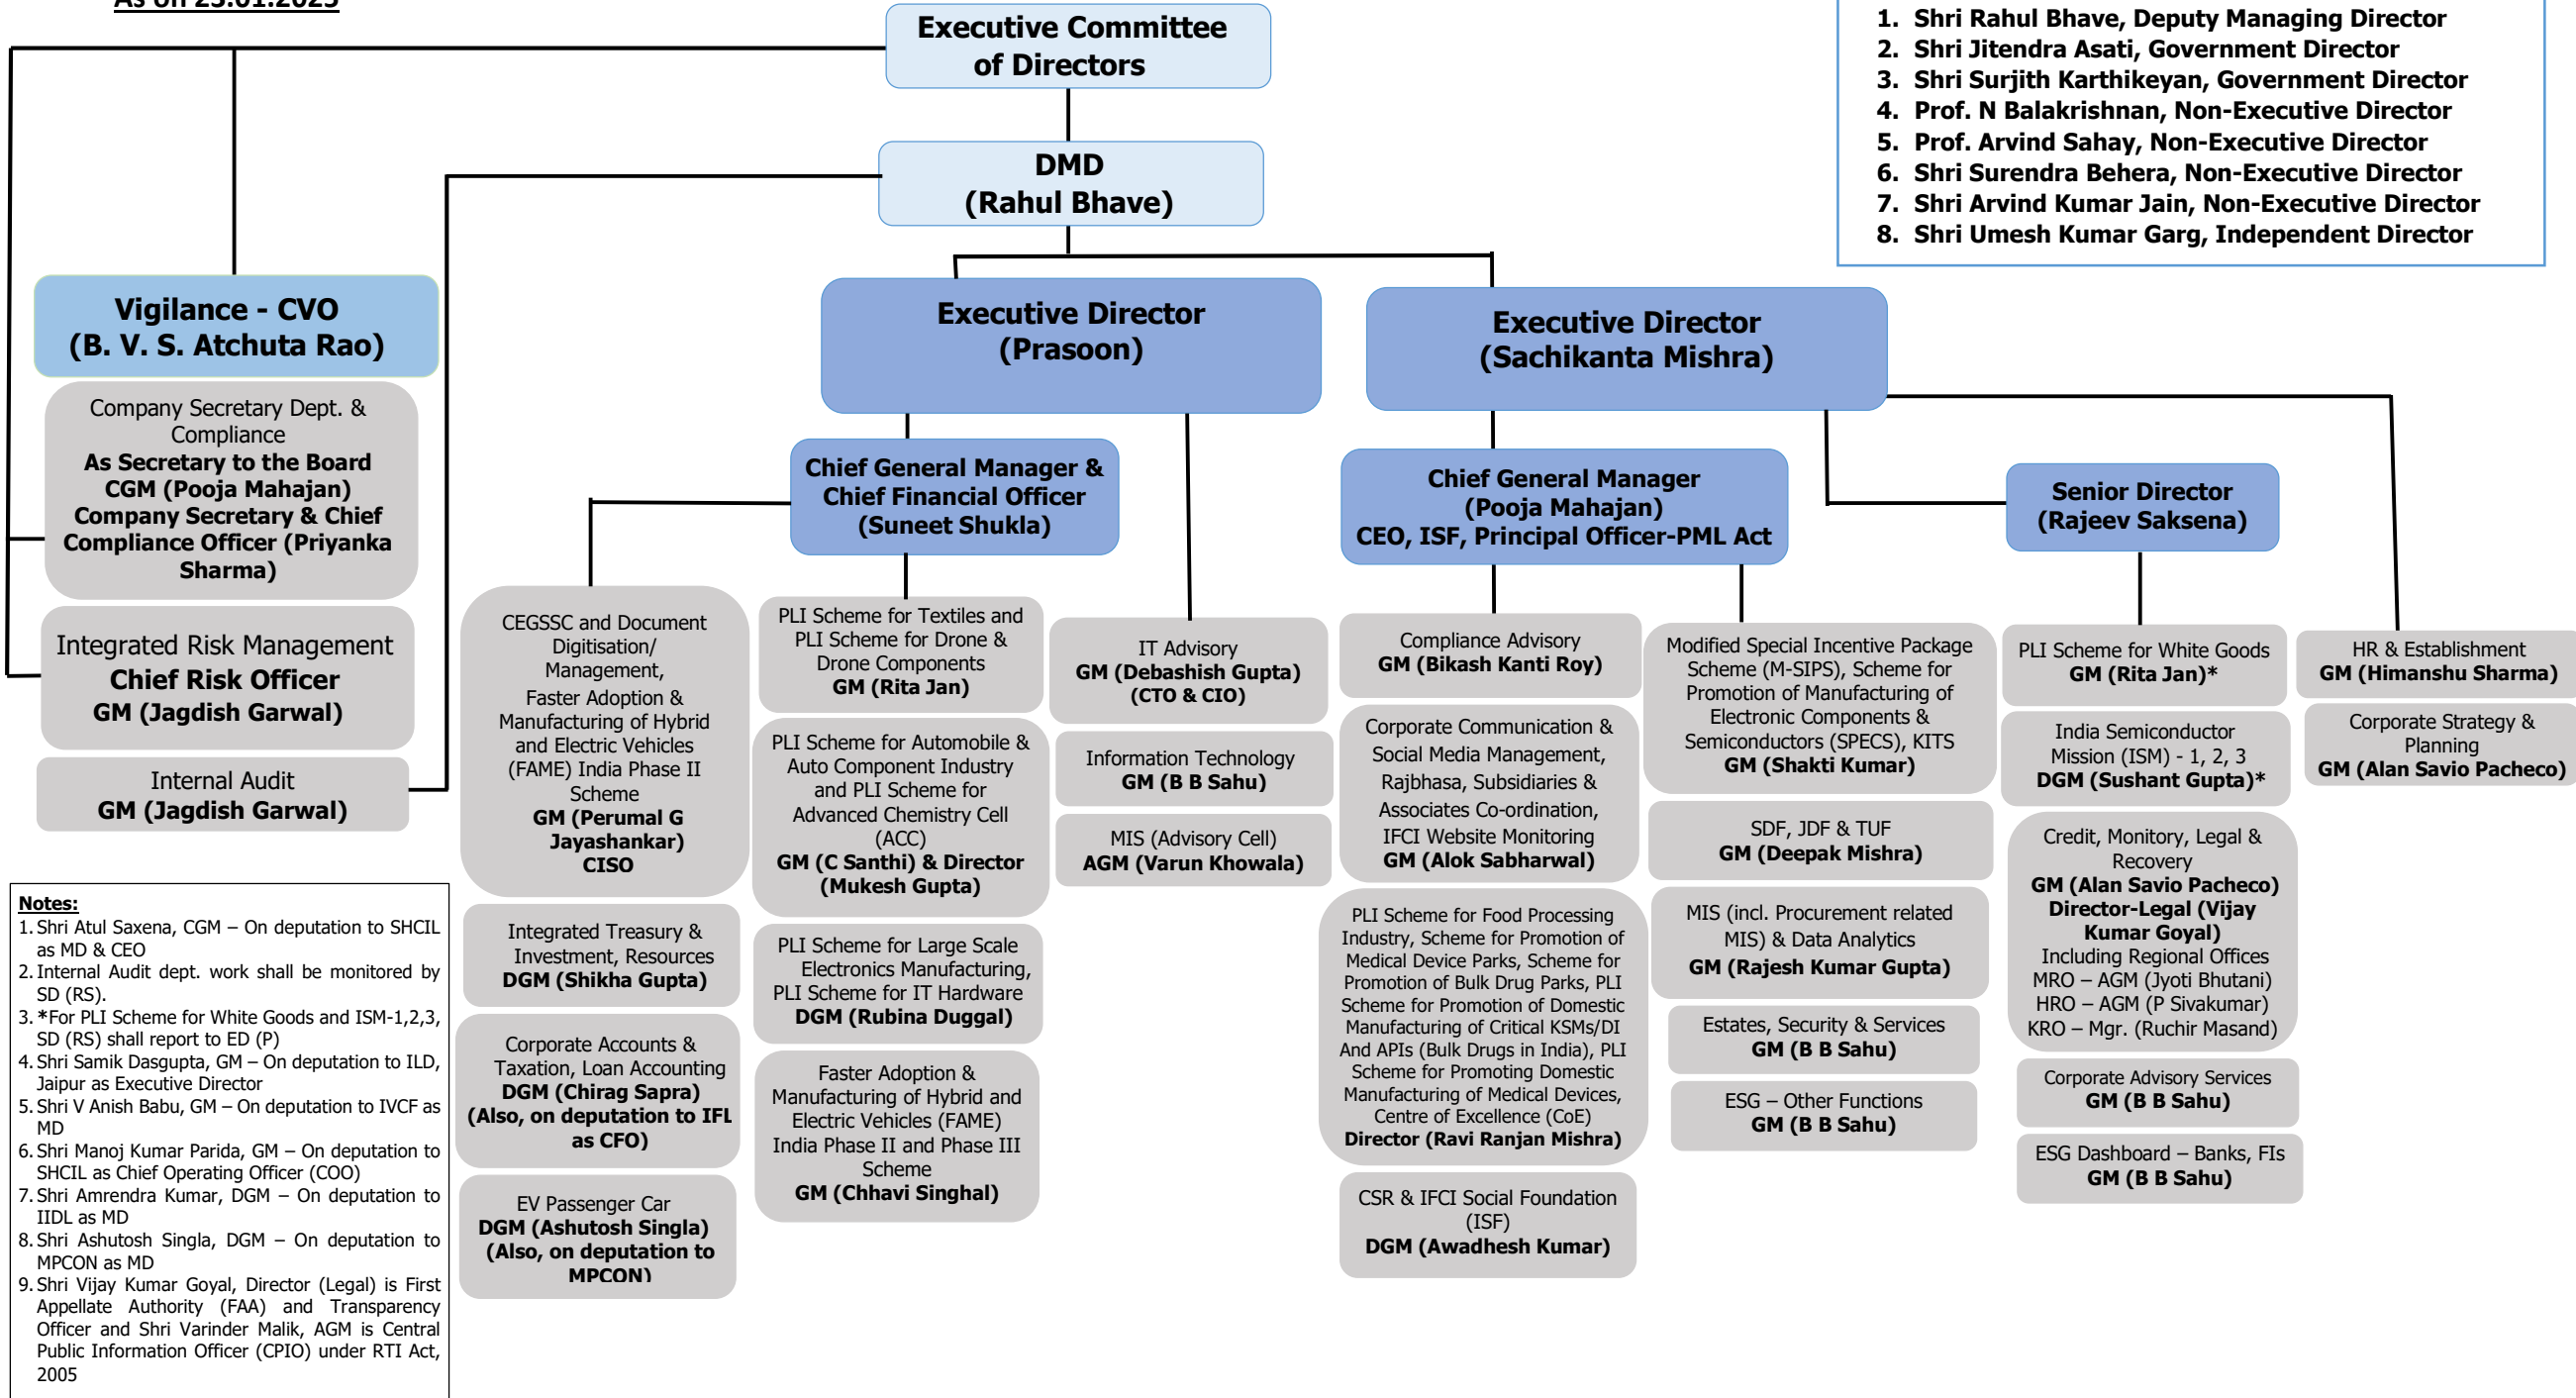 As on 23.01.2025
Executive Committee
of Directors
1. Shri Rahul Bhave, Deputy Managing Director
2. Shri Jitendra Asati, Government Director
3. Shri Surjith Karthikeyan, Government Director
4. Prof. N Balakrishnan, Non-Executive Director
5. Prof. Arvind Sahay, Non-Executive Director
6. Shri Surendra Behera, Non-Executive Director
7. Shri Arvind Kumar Jain, Non-Executive Director
8. Shri Umesh Kumar Garg, Independent Director
DMD
(Rahul Bhave)
Vigilance - CVO
(B. V. S. Atchuta Rao)
Executive Director
(Prasoon)
Executive Director
(Sachikanta Mishra)
Company Secretary Dept. &
Compliance
As Secretary to the Board
CGM (Pooja Mahajan)
Company Secretary & Chief
Compliance Officer (Priyanka
Sharma)
Integrated Risk Management
Chief Risk Officer
GM (Jagdish Garwal)
Internal Audit
GM (Jagdish Garwal)
Chief General Manager &
Chief Financial Officer
(Suneet Shukla)
Chief General Manager
(Pooja Mahajan)
CEO, ISF, Principal Officer-PML Act
Senior Director
(Rajeev Saksena)
CEGSSC and Document
Digitisation/
Management,
Faster Adoption &
Manufacturing of Hybrid
and Electric Vehicles
(FAME) India Phase II
Scheme
GM (Perumal G
Jayashankar)
CISO
Integrated Treasury &
Investment, Resources
DGM (Shikha Gupta)
Corporate Accounts &
Taxation, Loan Accounting
DGM (Chirag Sapra)
(Also, on deputation to IFL
as CFO)
EV Passenger Car
DGM (Ashutosh Singla)
(Also, on deputation to
MPCON)
PLI Scheme for Textiles and
PLI Scheme for Drone &
Drone Components
GM (Rita Jan)
PLI Scheme for Automobile &
Auto Component Industry
and PLI Scheme for
Advanced Chemistry Cell
(ACC)
GM (C Santhi) & Director
(Mukesh Gupta)
PLI Scheme for Large Scale
Electronics Manufacturing,
PLI Scheme for IT Hardware
DGM (Rubina Duggal)
Faster Adoption &
Manufacturing of Hybrid and
Electric Vehicles (FAME)
India Phase II and Phase III
Scheme
GM (Chhavi Singhal)
IT Advisory
GM (Debashish Gupta)
(CTO & CIO)
Information Technology
GM (B B Sahu)
MIS (Advisory Cell)
AGM (Varun Khowala)
Compliance Advisory
GM (Bikash Kanti Roy)
Corporate Communication &
Social Media Management,
Rajbhasa, Subsidiaries &
Associates Co-ordination,
IFCI Website Monitoring
GM (Alok Sabharwal)
PLI Scheme for Food Processing
Industry, Scheme for Promotion of
Medical Device Parks, Scheme for
Promotion of Bulk Drug Parks, PLI
Scheme for Promotion of Domestic
Manufacturing of Critical KSMs/DI
And APIs (Bulk Drugs in India), PLI
Scheme for Promoting Domestic
Manufacturing of Medical Devices,
Centre of Excellence (CoE)
Director (Ravi Ranjan Mishra)
CSR & IFCI Social Foundation
(ISF)
DGM (Awadhesh Kumar)
Modified Special Incentive Package
Scheme (M-SIPS), Scheme for
Promotion of Manufacturing of
Electronic Components &
Semiconductors (SPECS), KITS
GM (Shakti Kumar)
SDF, JDF & TUF
GM (Deepak Mishra)
MIS (incl. Procurement related
MIS) & Data Analytics
GM (Rajesh Kumar Gupta)
Estates, Security & Services
GM (B B Sahu)
ESG – Other Functions
GM (B B Sahu)
PLI Scheme for White Goods
GM (Rita Jan)*
India Semiconductor
Mission (ISM) - 1, 2, 3
DGM (Sushant Gupta)*
Credit, Monitory, Legal &
Recovery
GM (Alan Savio Pacheco)
Director-Legal (Vijay
Kumar Goyal)
Including Regional Offices
MRO – AGM (Jyoti Bhutani)
HRO – AGM (P Sivakumar)
KRO – Mgr. (Ruchir Masand)
Corporate Advisory Services
GM (B B Sahu)
ESG Dashboard – Banks, FIs
GM (B B Sahu)
HR & Establishment
GM (Himanshu Sharma)
Corporate Strategy &
Planning
GM (Alan Savio Pacheco)
Notes:
1. Shri Atul Saxena, CGM – On deputation to SHCIL
as MD & CEO
2. Internal Audit dept. work shall be monitored by
SD (RS).
3. *For PLI Scheme for White Goods and ISM-1,2,3,
SD (RS) shall report to ED (P)
4. Shri Samik Dasgupta, GM – On deputation to ILD,
Jaipur as Executive Director
5. Shri V Anish Babu, GM – On deputation to IVCF as
MD
6. Shri Manoj Kumar Parida, GM – On deputation to
SHCIL as Chief Operating Officer (COO)
7. Shri Amrendra Kumar, DGM – On deputation to
IIDL as MD
8. Shri Ashutosh Singla, DGM – On deputation to
MPCON as MD
9. Shri Vijay Kumar Goyal, Director (Legal) is First
Appellate Authority (FAA) and Transparency
Officer and Shri Varinder Malik, AGM is Central
Public Information Officer (CPIO) under RTI Act,
2005